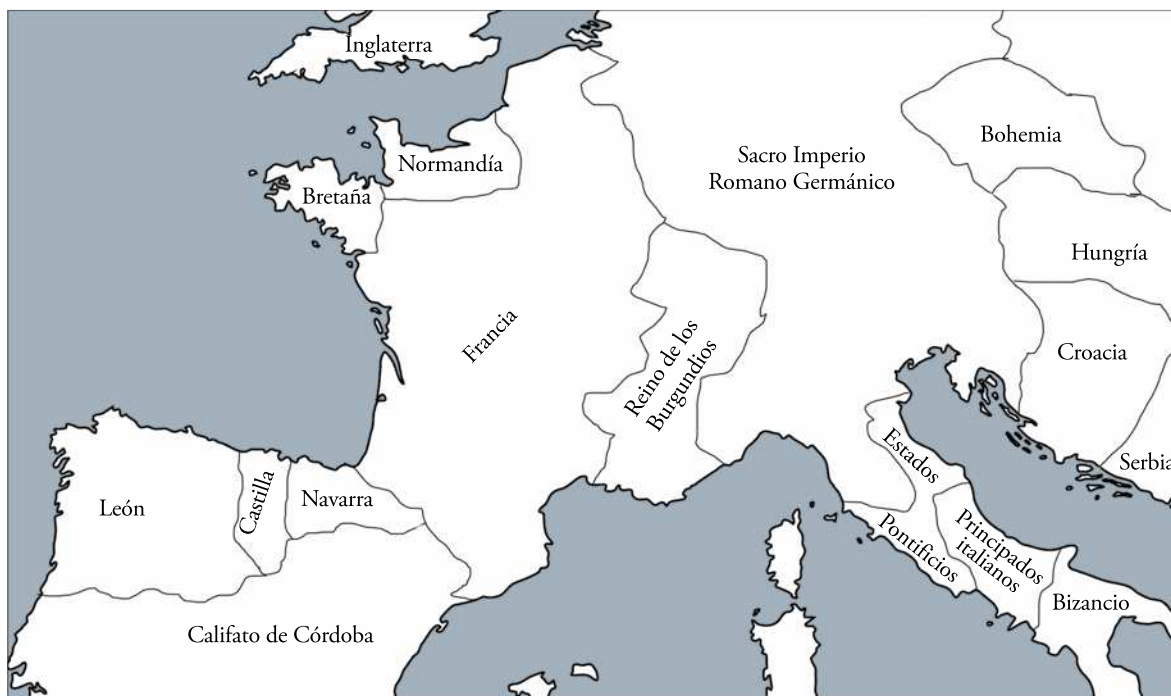 Inglaterra
Normandía
Bretaña
Francia
Sacro Imperio
Romano Germánico
Bohemia
Hungría
Croacia
Serbia
Reino de los
Burgundios
León
Castilla
Navarra
Califato de Córdoba
Estados
Pontificios
Principados
italianos
Bizancio